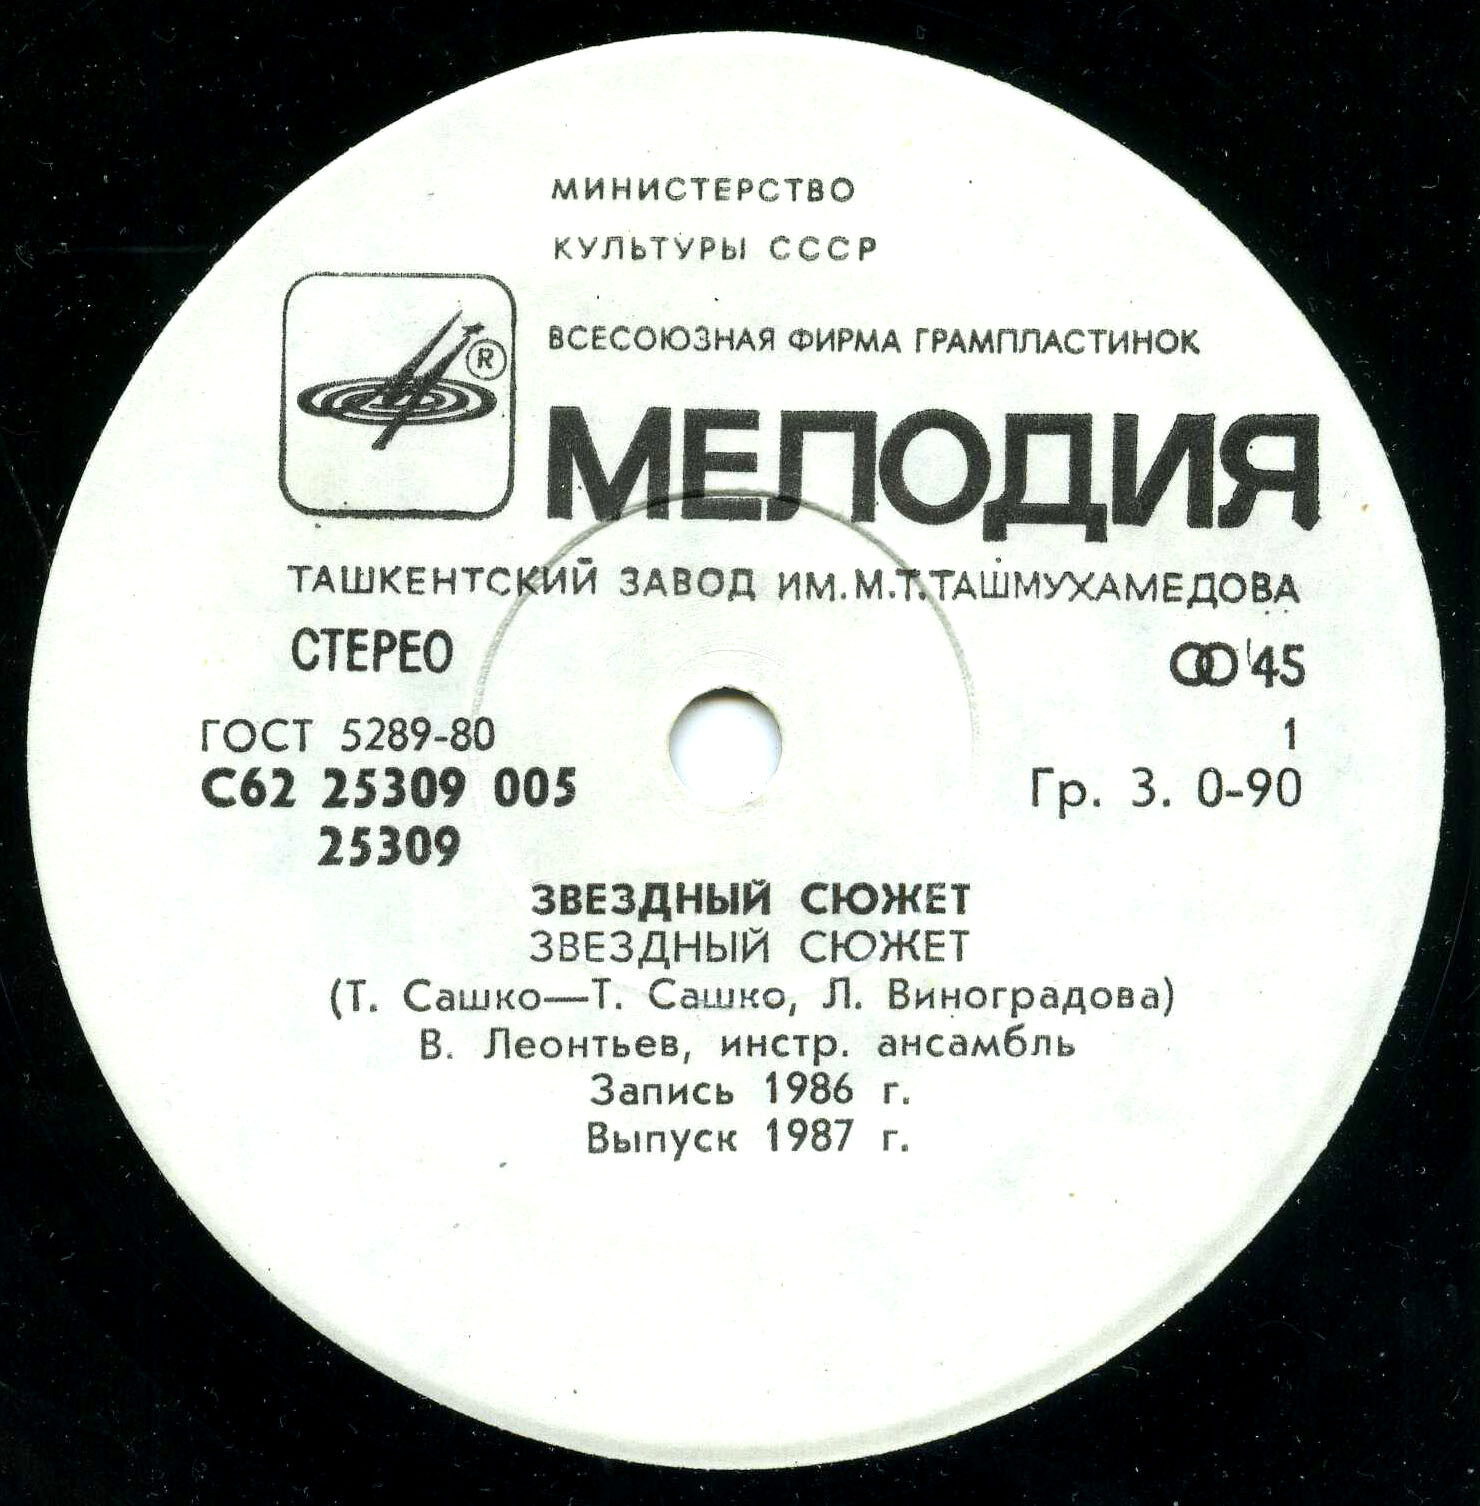 МИНИСТЕРСТВО
КУЛЬТУРЫ СССР
ВСЕСОЮЗНАЯ ФИРМА ГРАМПЛАСТИНОК
®
МЕЛОДИЯ
ТАШКЕНТСКИЙ ЗАВОД ИМ.М.Т.ТАШМУХАМЕДОВА
СТЕРЕО 45
ГОСТ 5289-80 1
С62 25309 005 Гр. 3. 0-90
25309
ЗВЕЗДНЫЙ СЮЖЕТ
ЗВЕЗДНЫЙ СЮЖЕТ
(Т. Сашко—Т. Сашко, Л. Виноградова)
В. Леонтьев, инстр. ансамбль
Запись 1986 г.
Выпуск 1987 г.